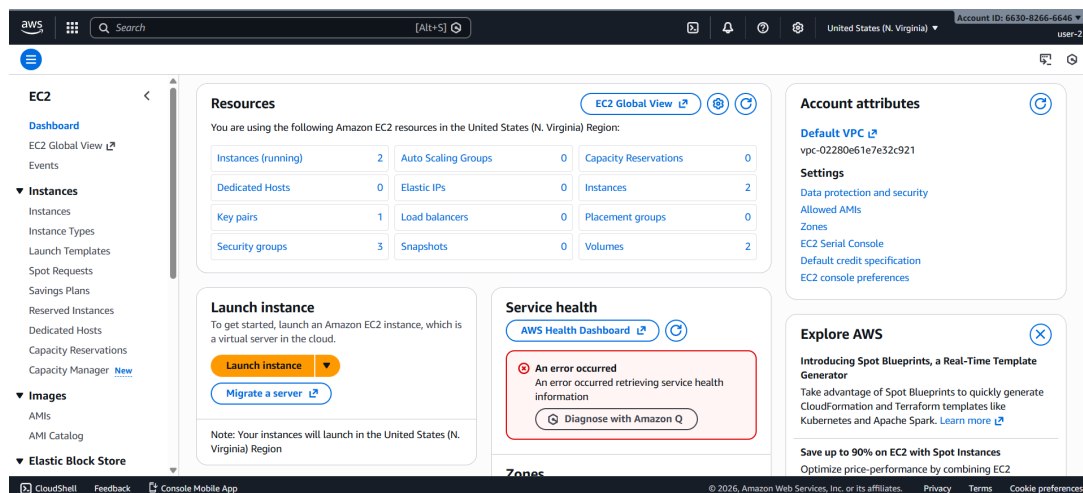 aws
Search [Alt+S]
United States (N. Virginia) ▼
Account ID: 6630-8266-6646 ▼
user-2
EC2
Dashboard
EC2 Global View
Events
▼ Instances
Instances
Instance Types
Launch Templates
Spot Requests
Savings Plans
Reserved Instances
Dedicated Hosts
Capacity Reservations
Capacity Manager New
▼ Images
AMIs
AMI Catalog
▼ Elastic Block Store
Resources
EC2 Global View
You are using the following Amazon EC2 resources in the United States (N. Virginia) Region:
Instances (running) 2 Auto Scaling Groups 0 Capacity Reservations 0
Dedicated Hosts 0 Elastic IPs 0 Instances 2
Key pairs 1 Load balancers 0 Placement groups 0
Security groups 3 Snapshots 0 Volumes 2
Launch instance
To get started, launch an Amazon EC2 instance, which is
a virtual server in the cloud.
Launch instance ▼
Migrate a server
Note: Your instances will launch in the United States (N.
Virginia) Region
Service health
AWS Health Dashboard
An error occurred
An error occurred retrieving service health
information
Diagnose with Amazon Q
Zones
Account attributes
Default VPC
vpc-02280e61e7e32c921
Settings
Data protection and security
Allowed AMIs
Zones
EC2 Serial Console
Default credit specification
EC2 console preferences
Explore AWS
Introducing Spot Blueprints, a Real-Time Template
Generator
Take advantage of Spot Blueprints to quickly generate
CloudFormation and Terraform templates like
Kubernetes and Apache Spark. Learn more
Save up to 90% on EC2 with Spot Instances
Optimize price-performance by combining EC2
CloudShell Feedback Console Mobile App
© 2026, Amazon Web Services, Inc. or its affiliates. Privacy Terms Cookie preferences